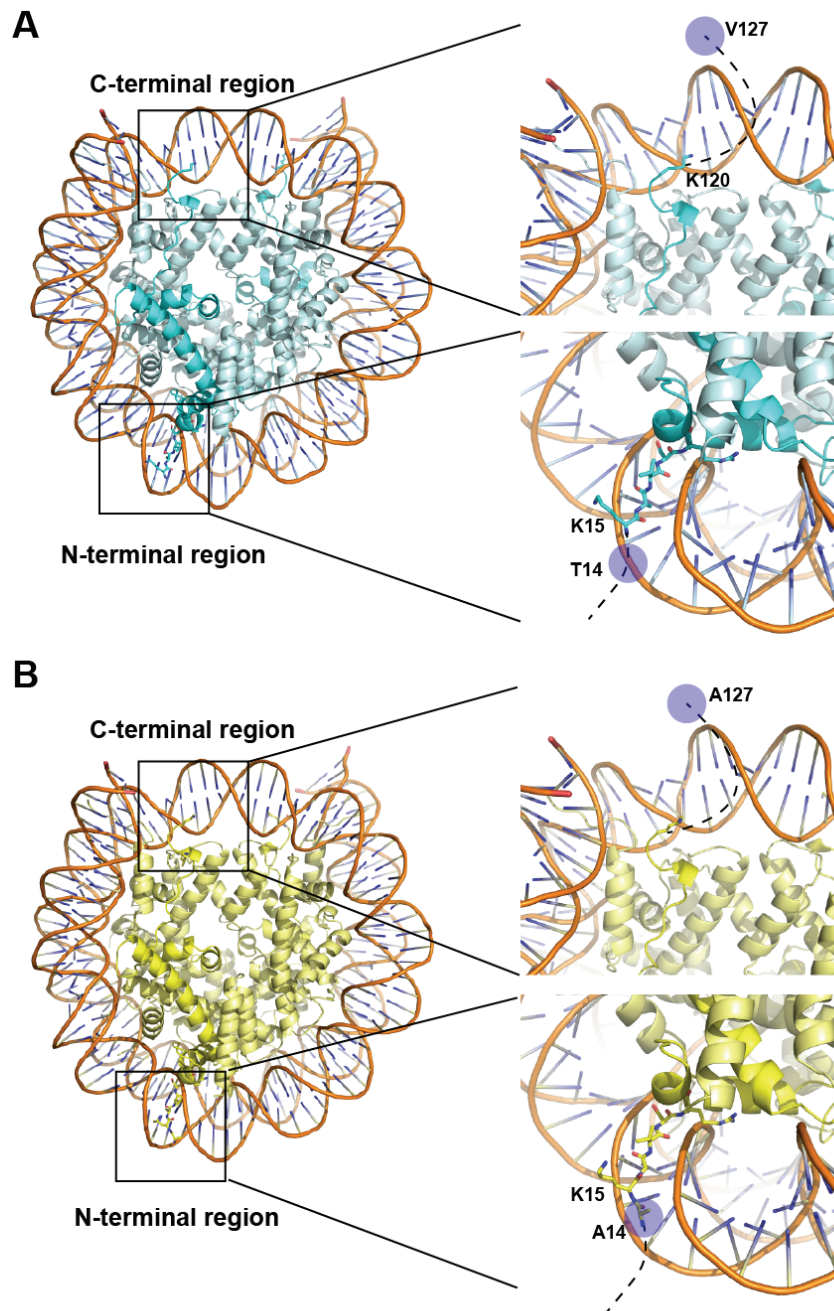 A
C-terminal region
V127
K120
K15
T14
N-terminal region
B
C-terminal region
A127
K15
A14
N-terminal region